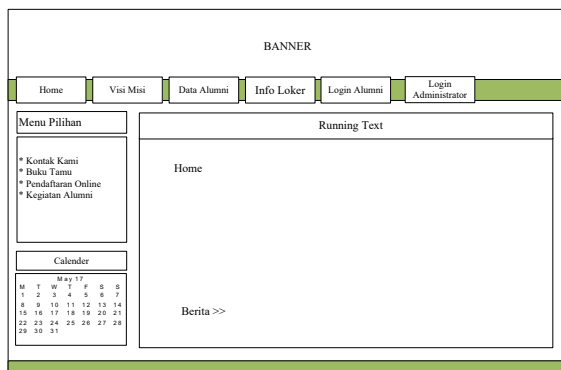 BANNER
Home
Visi Misi
Data Alumni
Info Loker
Login Alumni
Login
Administrator
Menu Pilihan
* Kontak Kami
* Buku Tamu
* Pendaftaran Online
* Kegiatan Alumni
Calender
May 17
M T W T F S S
1 2 3 4 5 6 7
8 9 10 11 12 13 14
15 16 17 18 19 20 21
22 23 24 25 26 27 28
29 30 31
Running Text
Home
Berita >>